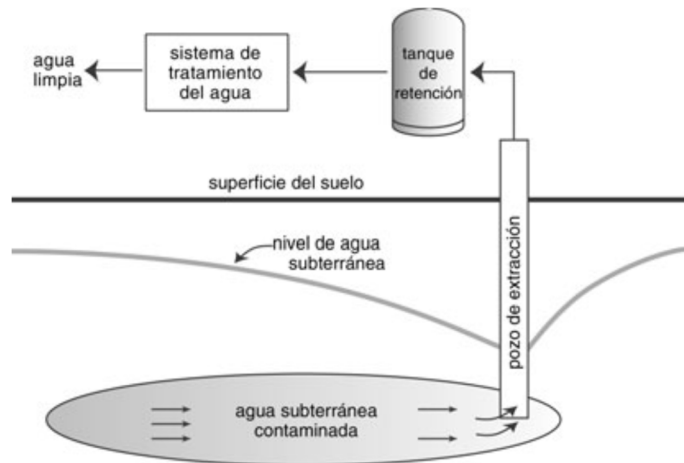 agua
limpia
sistema de
tratamiento
del agua
tanque
de
retención
superficie del suelo
nivel de agua
subterránea
pozo de extracción
agua subterránea
contaminada